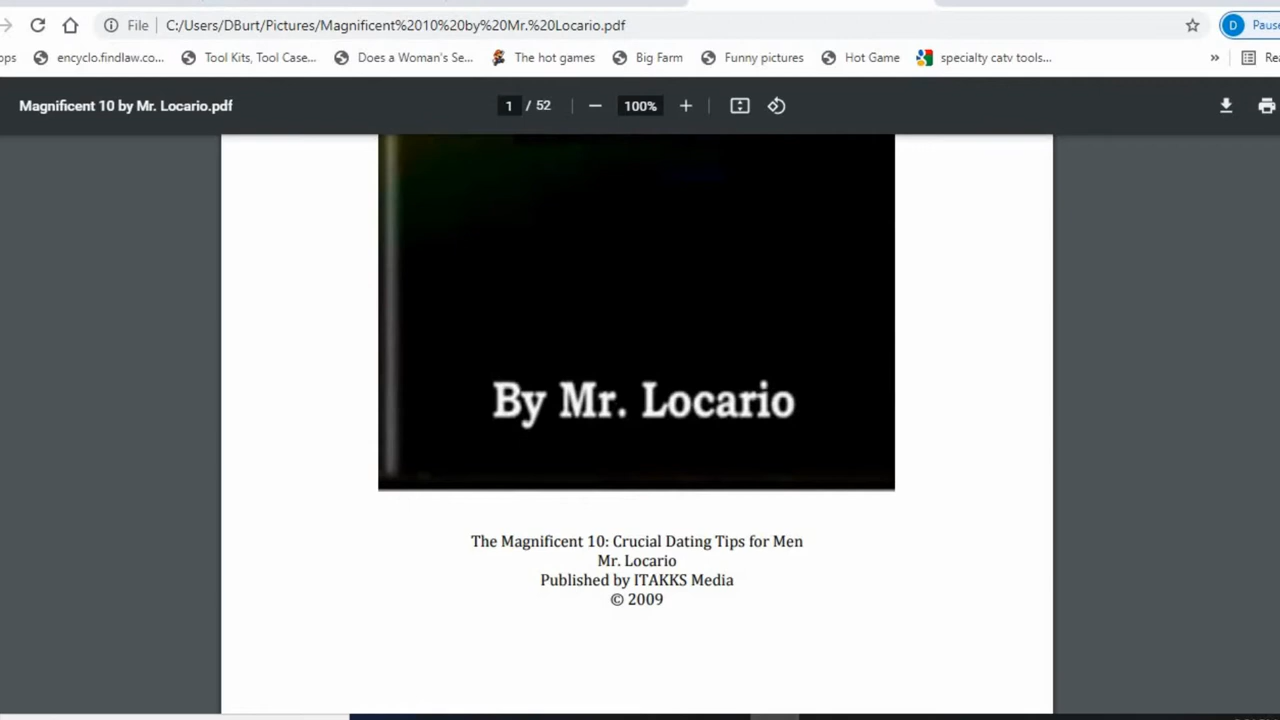 File
C:/Users/DBurt/Pictures/Magnificent%2010%20by%20Mr.%20Locario.pdf
D
encyclo.findlaw.co...
Tool Kits, Tool Case...
Does a Woman's Se...
The hot games
Big Farm
Funny pictures
Hot Game
specialty catv tools...
»
Magnificent 10 by Mr. Locario.pdf
1 / 52
100%
By Mr. Locario
The Magnificent 10: Crucial Dating Tips for Men
Mr. Locario
Published by ITAKKS Media
© 2009